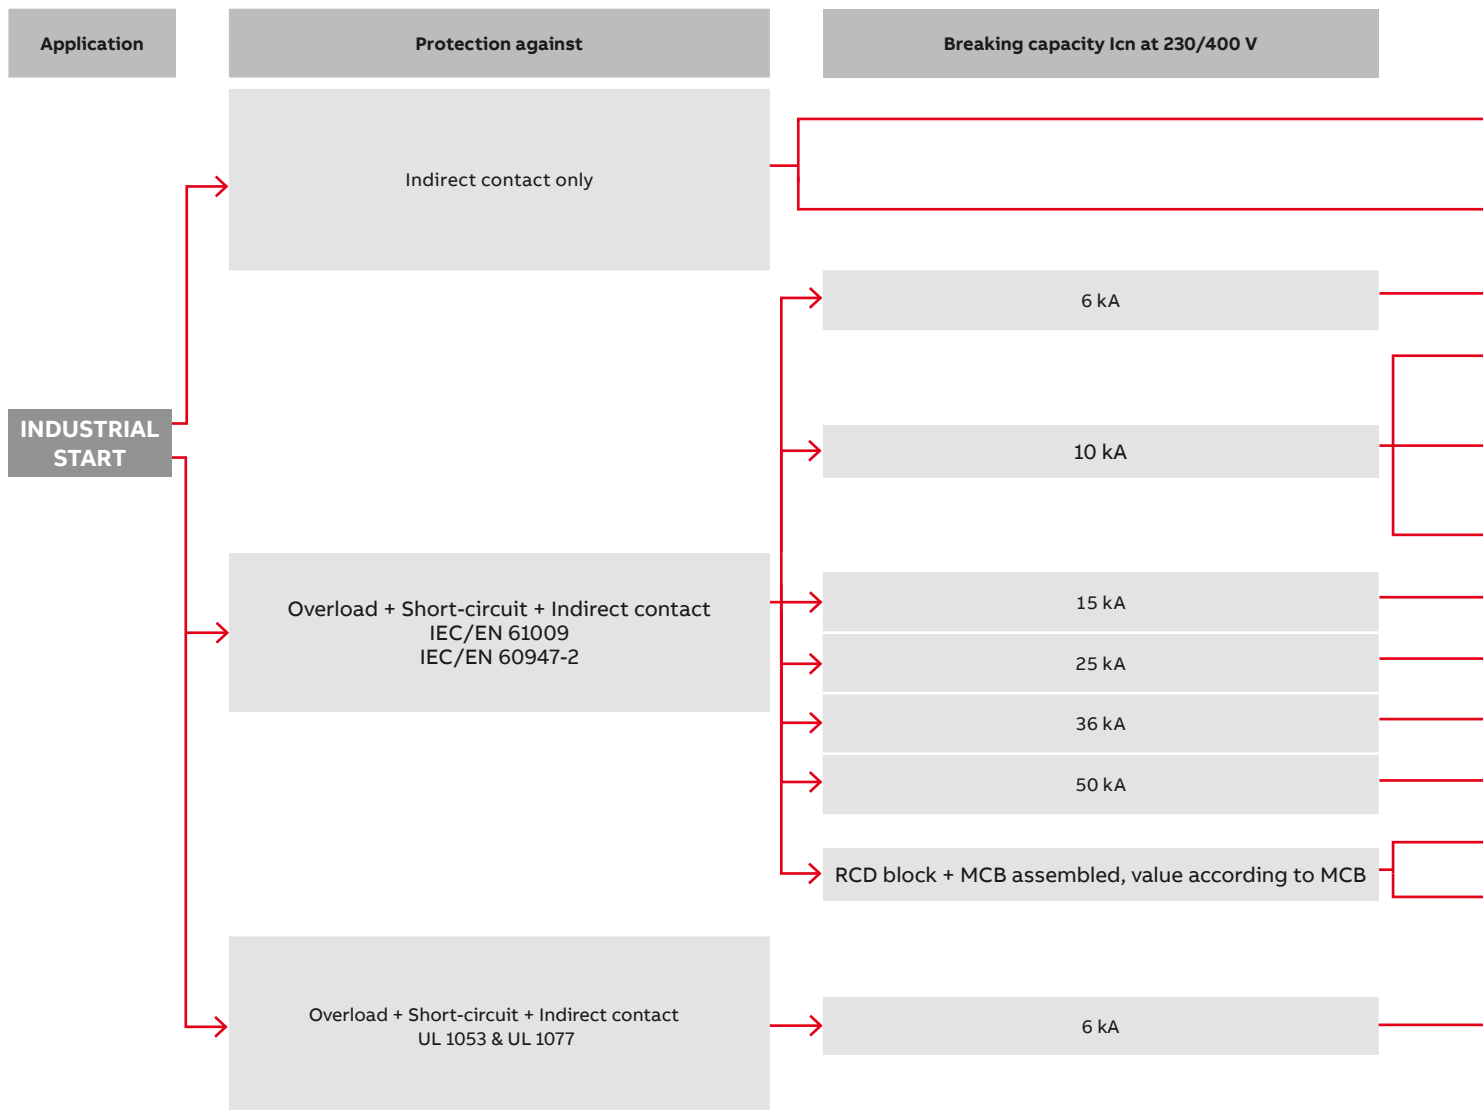 Application
Protection against
Breaking capacity Icn at 230/400 V
Indirect contact only
6 kA
10 kA
INDUSTRIAL
START
Overload + Short-circuit + Indirect contact
IEC/EN 61009
IEC/EN 60947-2
15 kA
25 kA
36 kA
50 kA
RCD block + MCB assembled, value according to MCB
Overload + Short-circuit + Indirect contact
UL 1053 & UL 1077
6 kA